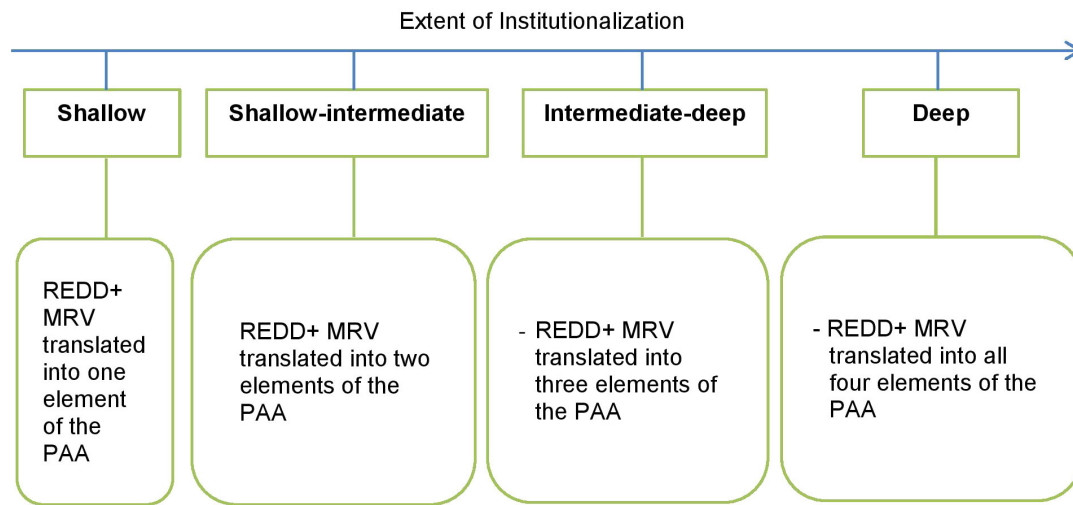 Extent of Institutionalization
Shallow
Shallow-intermediate
Intermediate-deep
Deep
REDD+
MRV
translated
into one
element
of the
PAA
REDD+ MRV
translated into two
elements of the
PAA
- REDD+ MRV
translated into
three elements of
the PAA
- REDD+ MRV
translated into all
four elements of the
PAA